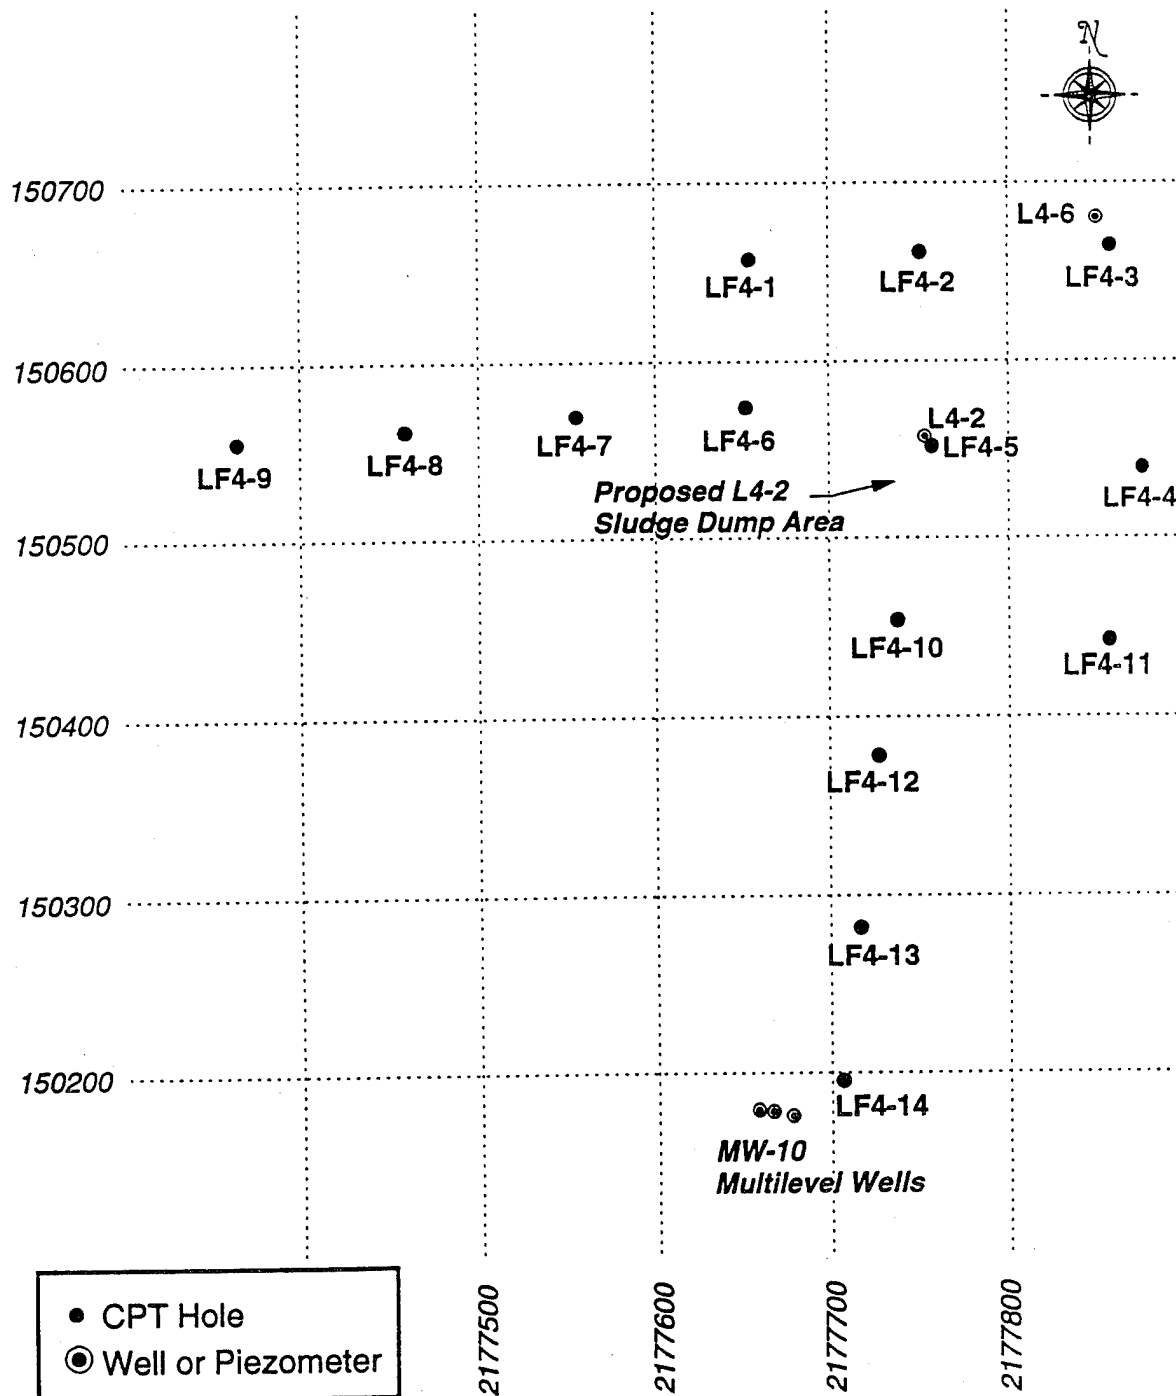 N
150700
L4-6
LF4-1
LF4-2
LF4-3
150600
L4-2
LF4-9
LF4-8
LF4-7
LF4-6
LF4-5
LF4-4
Proposed L4-2
Sludge Dump Area
150500
LF4-10
LF4-11
150400
LF4-12
150300
LF4-13
150200
LF4-14
MW-10
Multilevel Wells
CPT Hole
Well or Piezometer
2177500
2177600
2177700
2177800